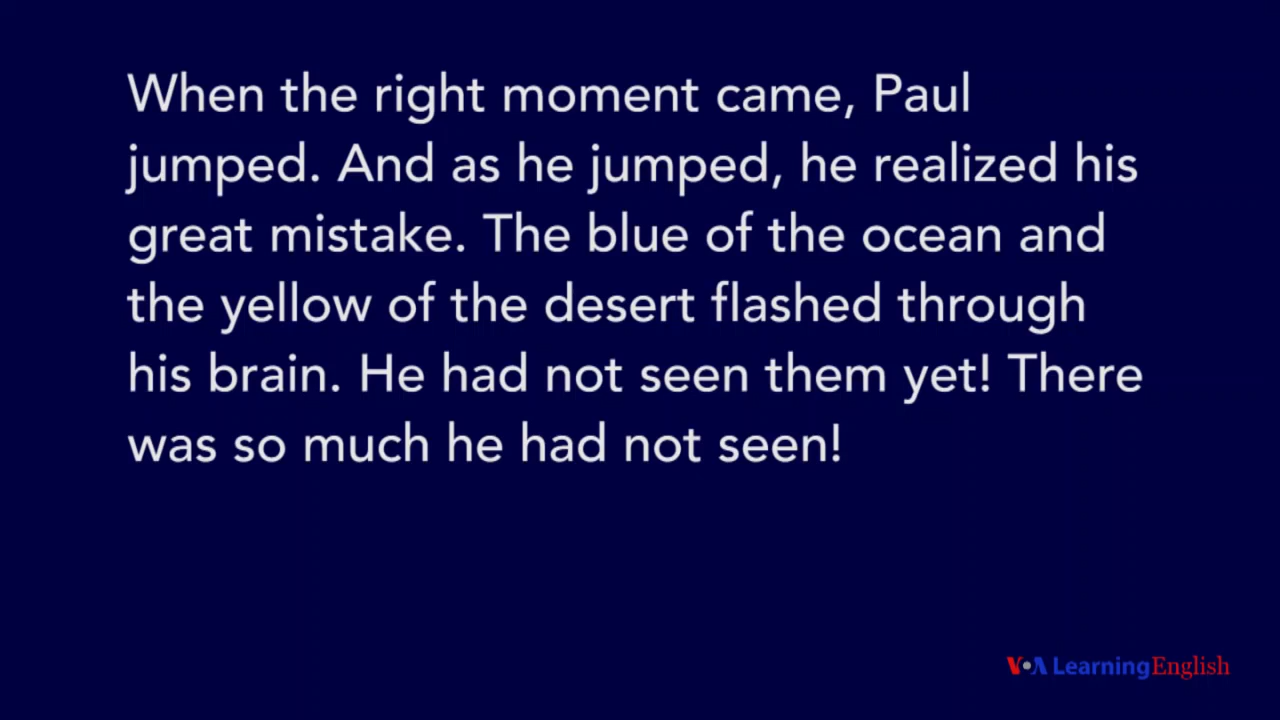 When the right moment came, Paul
jumped. And as he jumped, he realized his
great mistake. The blue of the ocean and
the yellow of the desert flashed through
his brain. He had not seen them yet! There
was so much he had not seen!
VOA Learning English